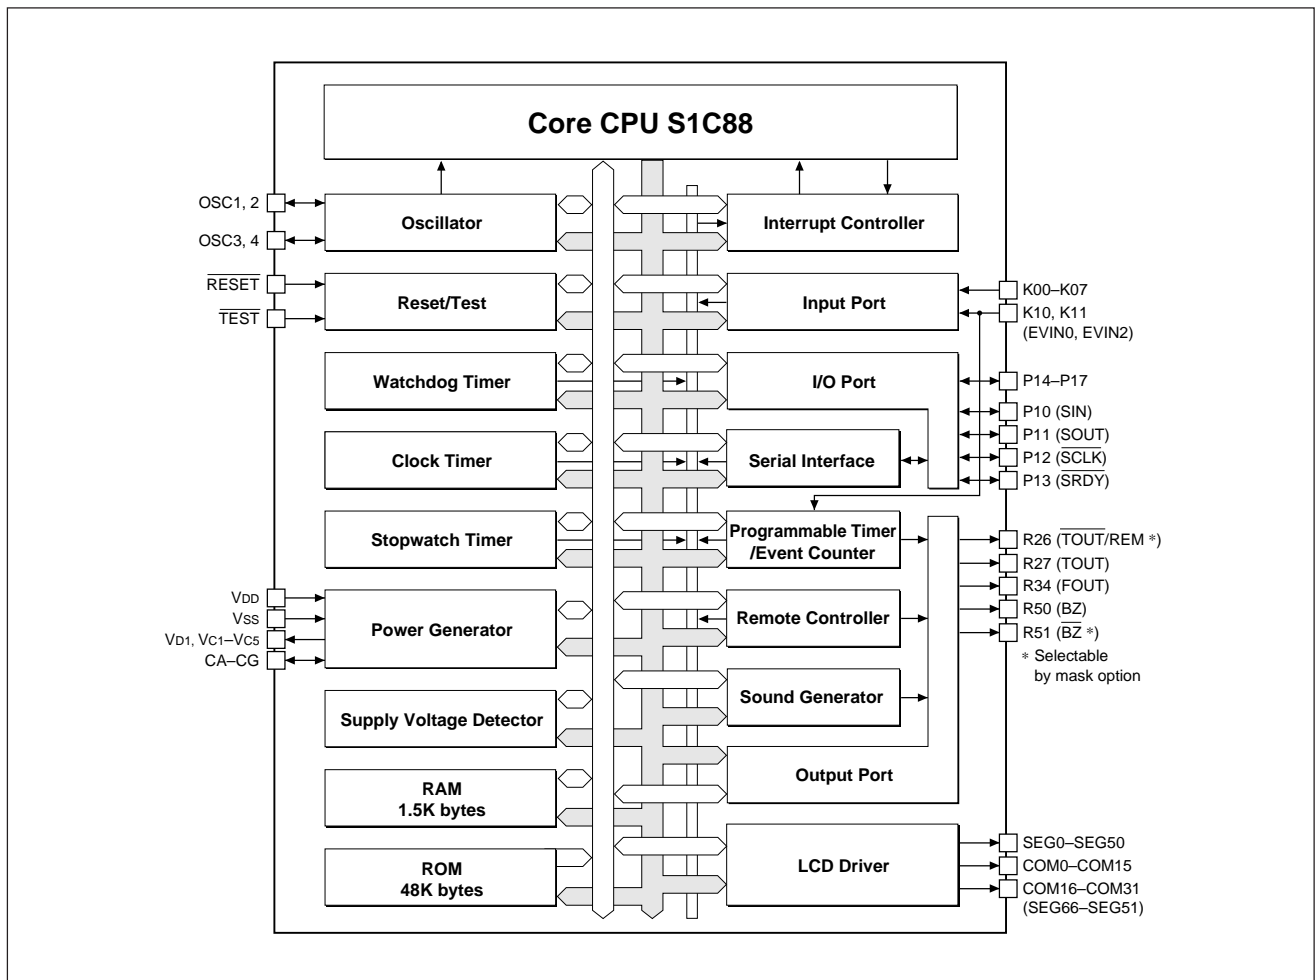 Core CPU S1C88
OSC1, 2
OSC3, 4
Oscillator
Interrupt Controller
RESET
TEST
Reset/Test
Input Port
K00–K07
K10, K11
(EVIN0, EVIN2)
Watchdog Timer
I/O Port
P14–P17
P10 (SIN)
P11 (SOUT)
P12 (SCLK)
P13 (SRDY)
Clock Timer
Serial Interface
Stopwatch Timer
Programmable Timer
/Event Counter
R26 (TOUT/REM *)
R27 (TOUT)
R34 (FOUT)
R50 (BZ)
R51 (BZ *)
* Selectable
by mask option
VDD
VSS
VD1, VC1–VC5
CA–CG
Power Generator
Remote Controller
Supply Voltage Detector
Sound Generator
Output Port
RAM
1.5K bytes
ROM
48K bytes
LCD Driver
SEG0–SEG50
COM0–COM15
COM16–COM31
(SEG66–SEG51)